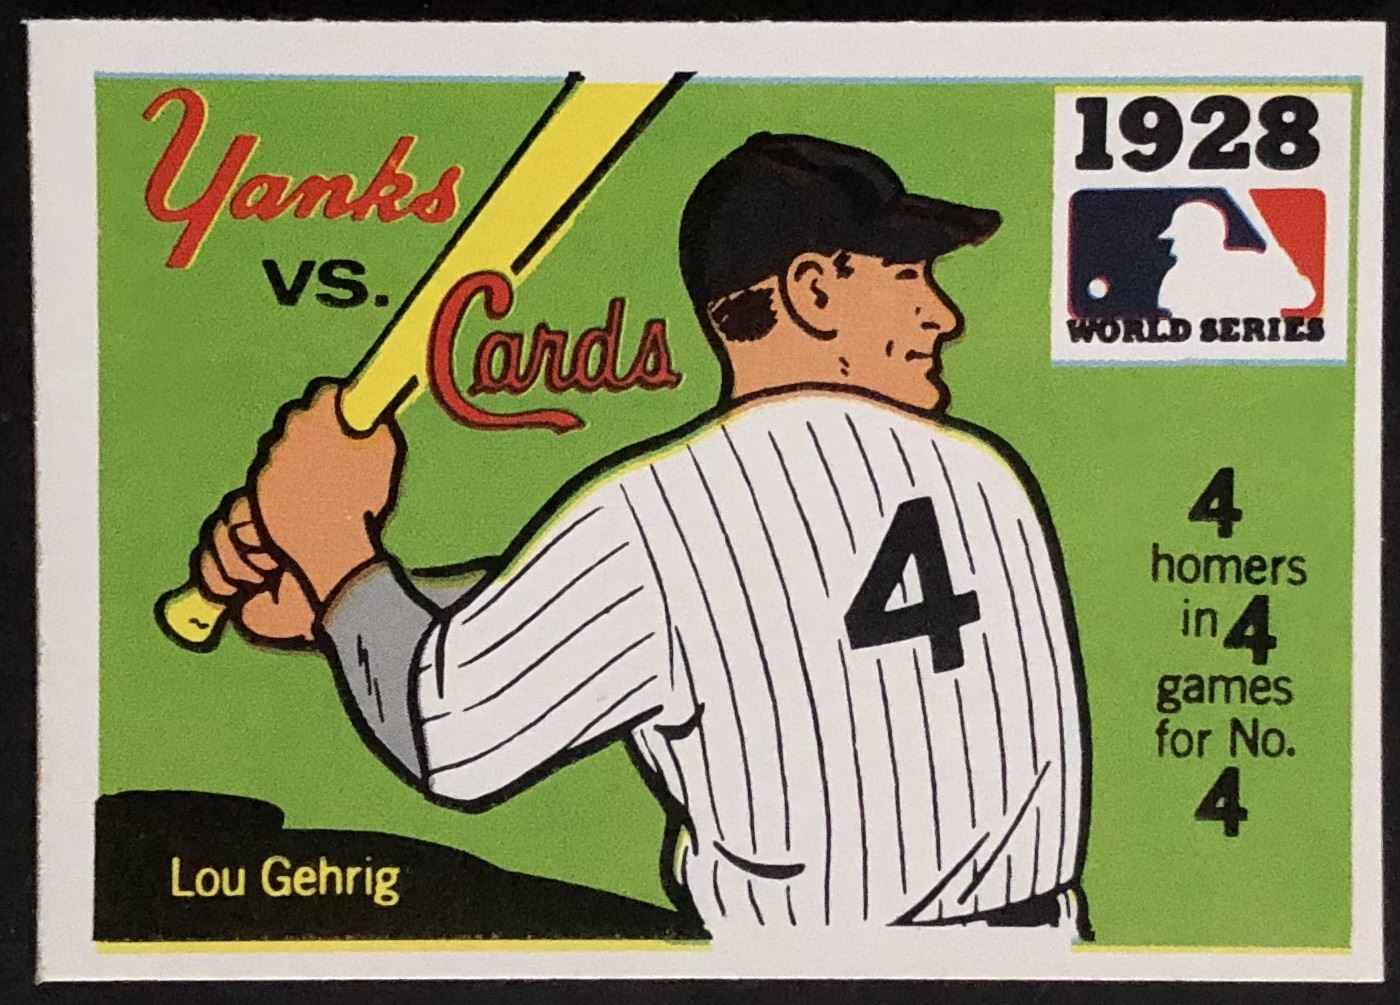 Yanks
vs.
Cards
1928
WORLD SERIES
4
4
homers
in 4
games
for No.
4
Lou Gehrig